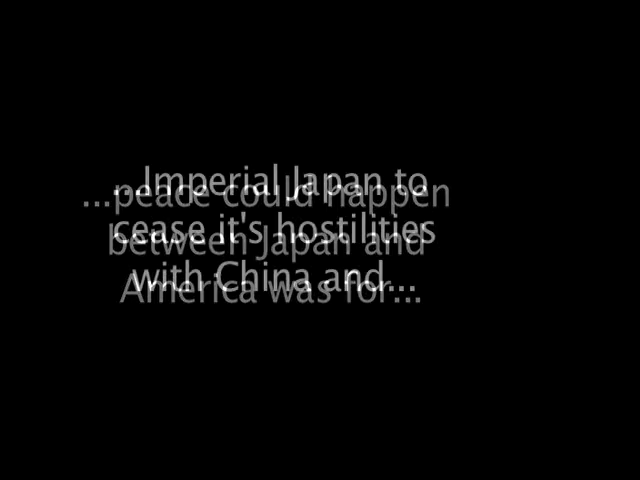 ...peace could happen
between Japan and
America was for...
...Imperial Japan to
cease it's hostilities
with China and...